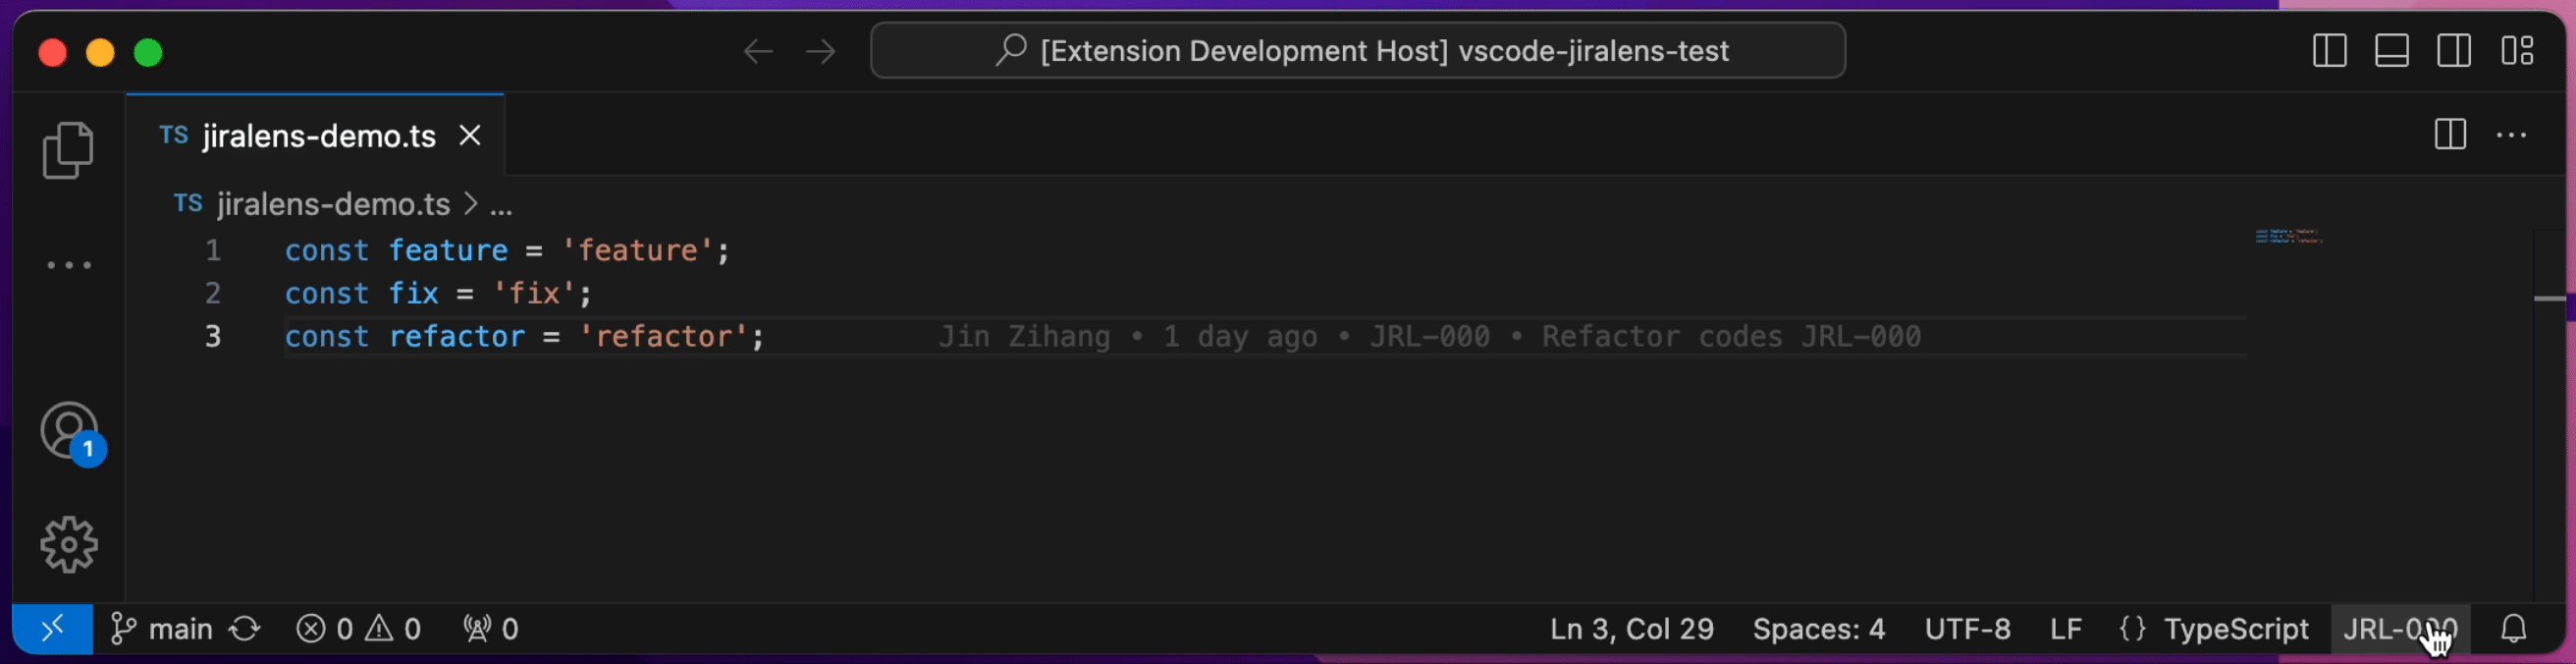 [Extension Development Host] vscode-jiralens-test
TS jiralens-demo.ts
TS jiralens-demo.ts > ...
1 const feature = 'feature';
2 const fix = 'fix';
3 const refactor = 'refactor'; Jin Zihang • 1 day ago • JRL-000 • Refactor codes JRL-000
1
main 0 0 0 Ln 3, Col 29 Spaces: 4 UTF-8 LF {} TypeScript JRL-000